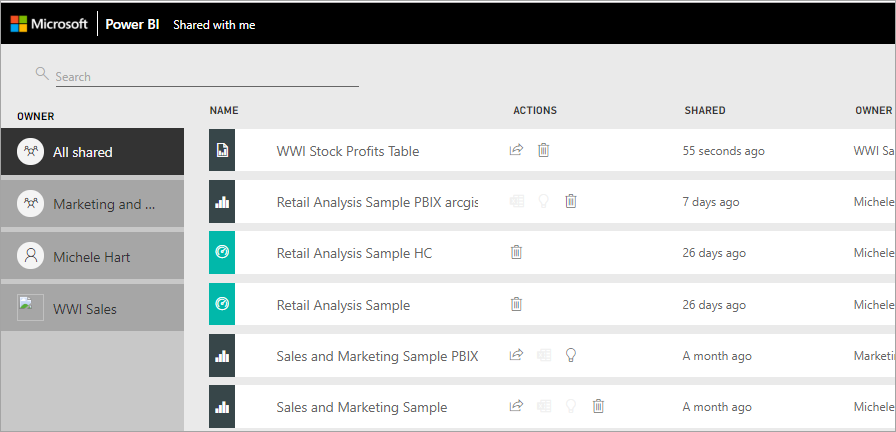 Microsoft Power BI Shared with me
Search
OWNER NAME ACTIONS SHARED OWNER
All shared WWI Stock Profits Table 55 seconds ago WWI Sa
Marketing and ... Retail Analysis Sample PBIX arcgis 7 days ago Michele
Michele Hart Retail Analysis Sample HC 26 days ago Michele
WWI Sales Retail Analysis Sample 26 days ago Michele
Sales and Marketing Sample PBIX A month ago Marketin
Sales and Marketing Sample A month ago Michele